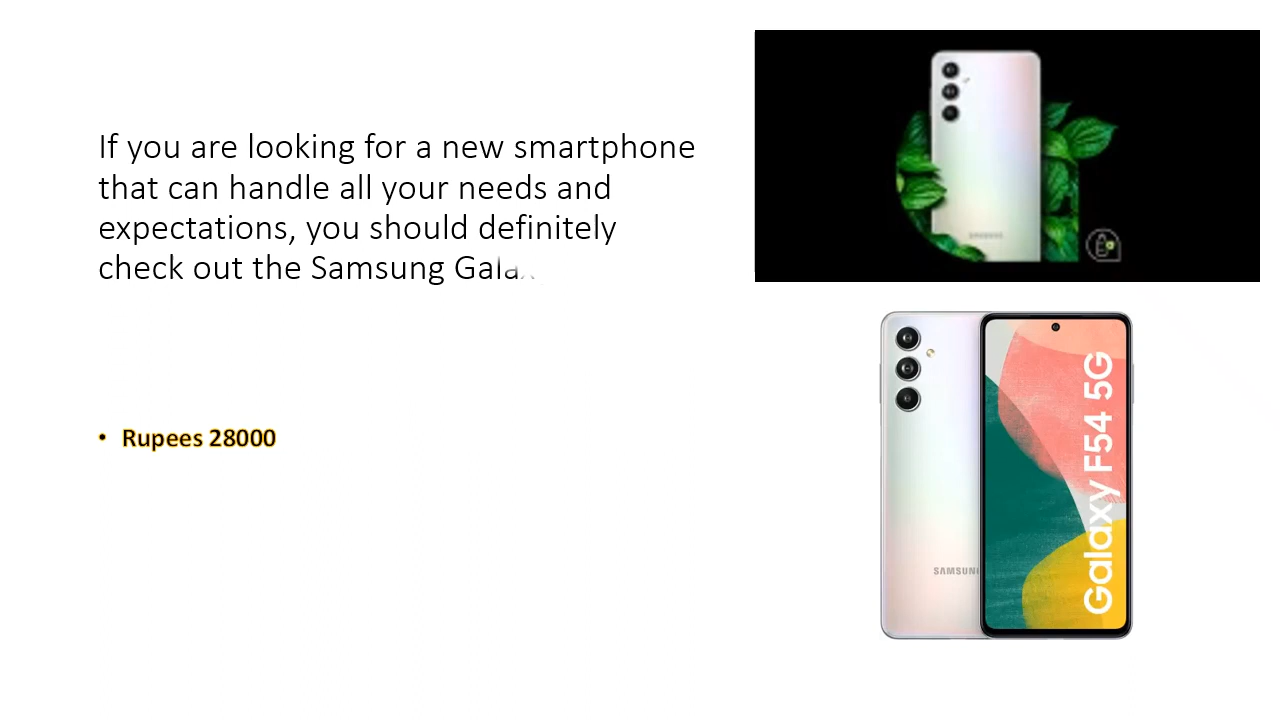 If you are looking for a new smartphone
that can handle all your needs and
expectations, you should definitely
check out the Samsung Gala
• Rupees 28000
SAMSUNG
SAMSUN
Galaxy F54 5G